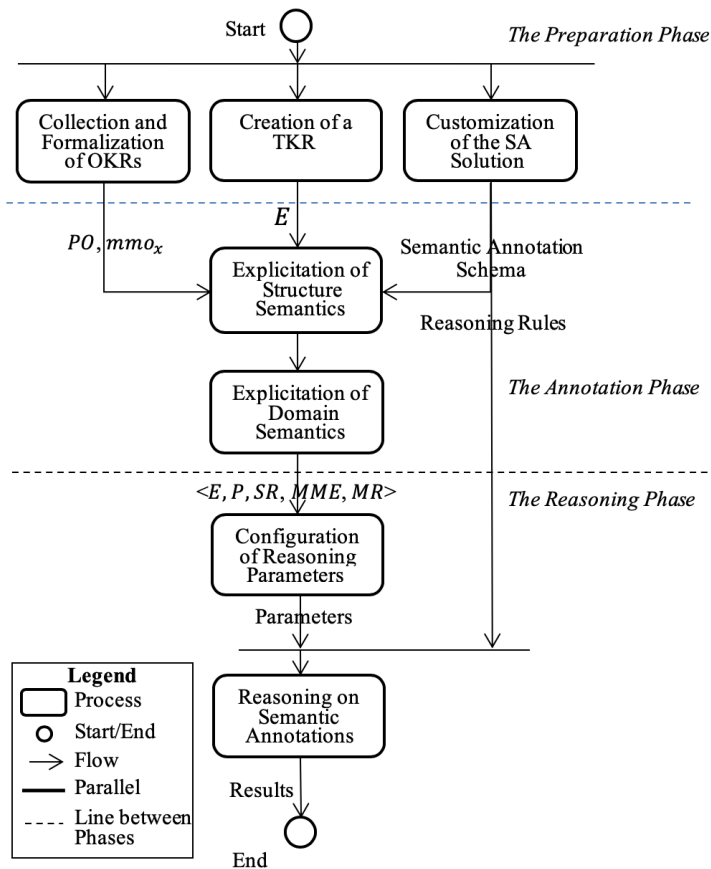 Start
The Preparation Phase
Collection and
Formalization
of OKRs
Creation of a
TKR
Customization
of the SA
Solution
E
PO, mmoₓ
Semantic Annotation
Schema
Explicitation of
Structure
Semantics
Reasoning Rules
Explicitation of
Domain
Semantics
The Annotation Phase
<E, P, SR, MME, MR>
The Reasoning Phase
Configuration
of Reasoning
Parameters
Parameters
Reasoning on
Semantic
Annotations
Results
End
Legend
Process
Start/End
Flow
Parallel
Line between
Phases